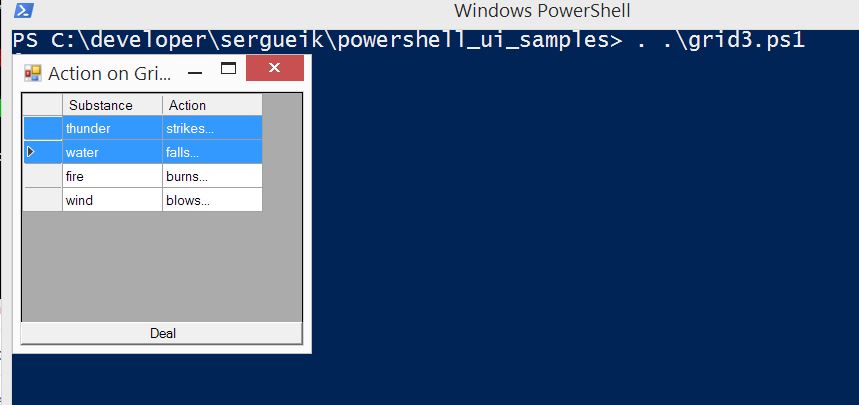 Windows PowerShell
PS C:\developer\sergueik\powershell_ui_samples> . .\grid3.ps1
Action on Gri...
Substance Action
thunder strikes...
water falls...
fire burns...
wind blows...
Deal